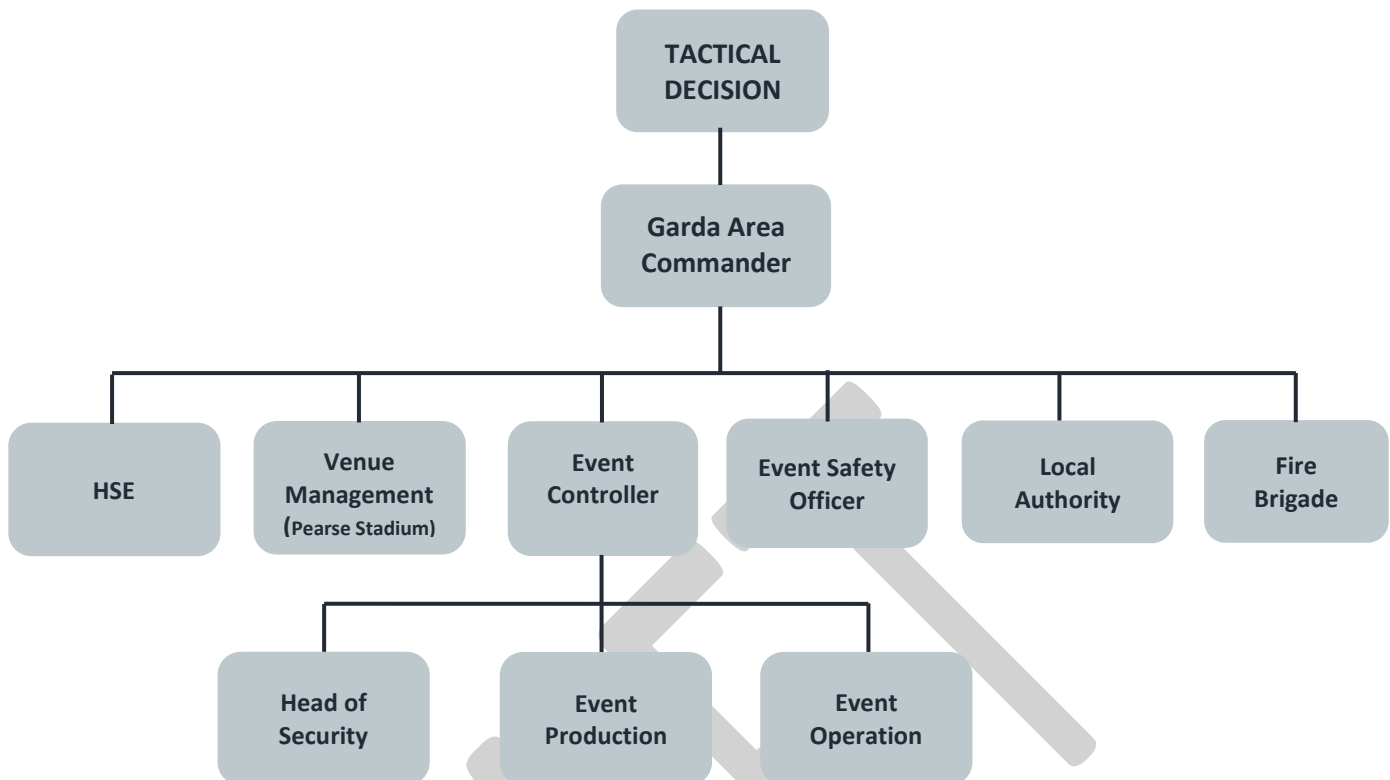 TACTICAL
DECISION
Garda Area
Commander
HSE
Venue
Management
(Pearse Stadium)
Event
Controller
Event Safety
Officer
Local
Authority
Fire
Brigade
Head of
Security
Event
Production
Event
Operation